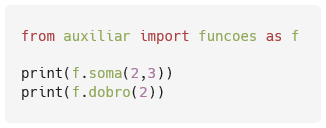 from auxiliar import funcoes as f
print(f.soma(2,3))
print(f.dobro(2))